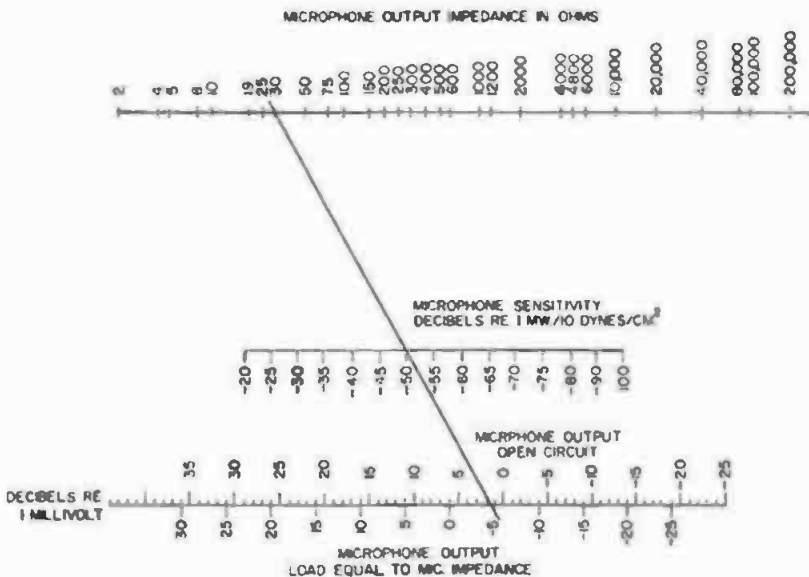 MICROPHONE OUTPUT IMPEDANCE IN OHMS
2 4 5 8 10 19 25 30 50 75 100 150 200 250 300 400 500 600 1000 1200 2000 4000 4800 6000 10,000 20,000 40,000 80,000 100,000 200,000
MICROPHONE SENSITIVITY
DECIBELS RE 1 MW/10 DYNES/CM²
-20 -25 -30 -35 -40 -45 -50 -55 -60 -65 -70 -75 -80 -90 100
MICRPHONE OUTPUT
OPEN CIRCUIT
35 30 25 20 15 10 5 0 -5 -10 -15 -20 -25
DECIBELS RE
1 MILLIVOLT
30 25 20 15 10 5 0 -5 -10 -15 -20 -25
MICROPHONE OUTPUT
LOAD EQUAL TO MIC. IMPEDANCE